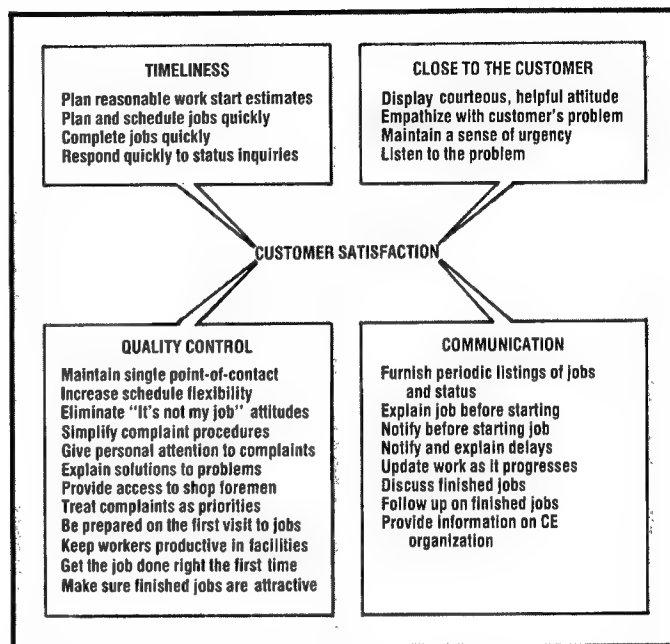 TIMELINESS
Plan reasonable work start estimates
Plan and schedule jobs quickly
Complete jobs quickly
Respond quickly to status inquiries
CLOSE TO THE CUSTOMER
Display courteous, helpful attitude
Empathize with customer's problem
Maintain a sense of urgency
Listen to the problem
CUSTOMER SATISFACTION
QUALITY CONTROL
Maintain single point-of-contact
Increase schedule flexibility
Eliminate "It's not my job" attitudes
Simplify complaint procedures
Give personal attention to complaints
Explain solutions to problems
Provide access to shop foremen
Treat complaints as priorities
Be prepared on the first visit to jobs
Keep workers productive in facilities
Get the job done right the first time
Make sure finished jobs are attractive
COMMUNICATION
Furnish periodic listings of jobs
and status
Explain job before starting
Notify before starting job
Notify and explain delays
Update work as it progresses
Discuss finished jobs
Follow up on finished jobs
Provide information on CE
organization